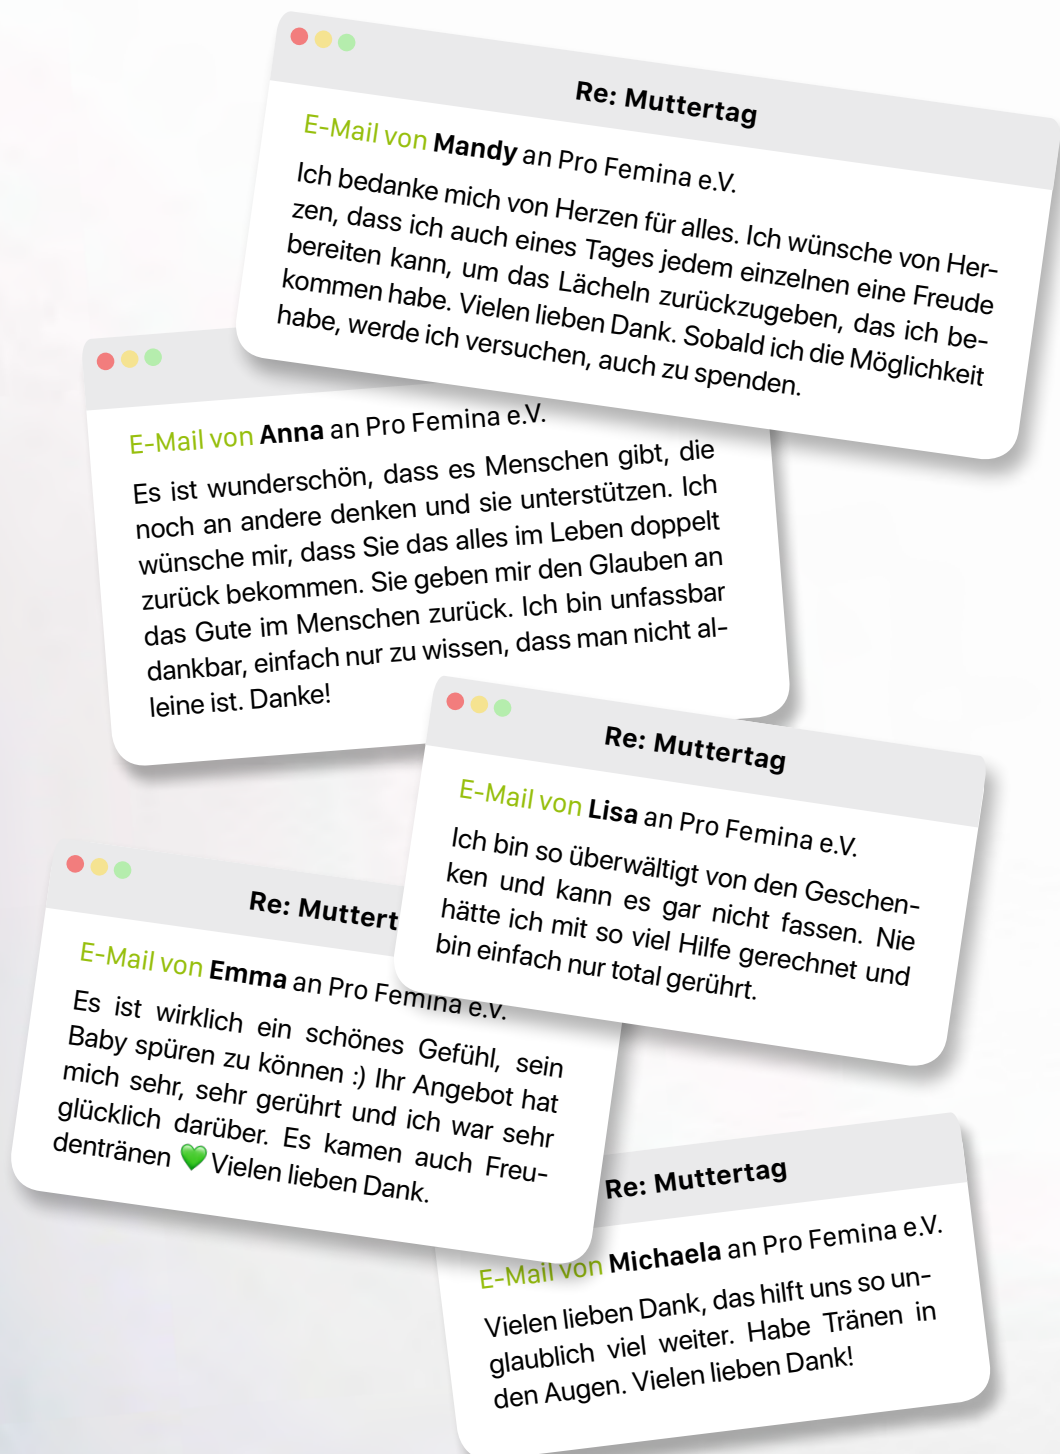 Re: Muttertag
E-Mail von Mandy an Pro Femina e.V.
Ich bedanke mich von Herzen für alles. Ich wünsche von Her-
zen, dass ich auch eines Tages jedem einzelnen eine Freude
bereiten kann, um das Lächeln zurückzugeben, das ich be-
kommen habe. Vielen lieben Dank. Sobald ich die Möglichkeit
habe, werde ich versuchen, auch zu spenden.
E-Mail von Anna an Pro Femina e.V.
Es ist wunderschön, dass es Menschen gibt, die
noch an andere denken und sie unterstützen. Ich
wünsche mir, dass Sie das alles im Leben doppelt
zurück bekommen. Sie geben mir den Glauben an
das Gute im Menschen zurück. Ich bin unfassbar
dankbar, einfach nur zu wissen, dass man nicht al-
leine ist. Danke!
Re: Muttertag
E-Mail von Lisa an Pro Femina e.V.
Ich bin so überwältigt von den Geschen-
ken und kann es gar nicht fassen. Nie
hätte ich mit so viel Hilfe gerechnet und
bin einfach nur total gerührt.
Re: Muttert
E-Mail von Emma an Pro Femina e.V.
Es ist wirklich ein schönes Gefühl, sein
Baby spüren zu können :) Ihr Angebot hat
mich sehr, sehr gerührt und ich war sehr
glücklich darüber. Es kamen auch Freu-
dentränen 💚 Vielen lieben Dank.
Re: Muttertag
E-Mail von Michaela an Pro Femina e.V.
Vielen lieben Dank, das hilft uns so un-
glaublich viel weiter. Habe Tränen in
den Augen. Vielen lieben Dank!